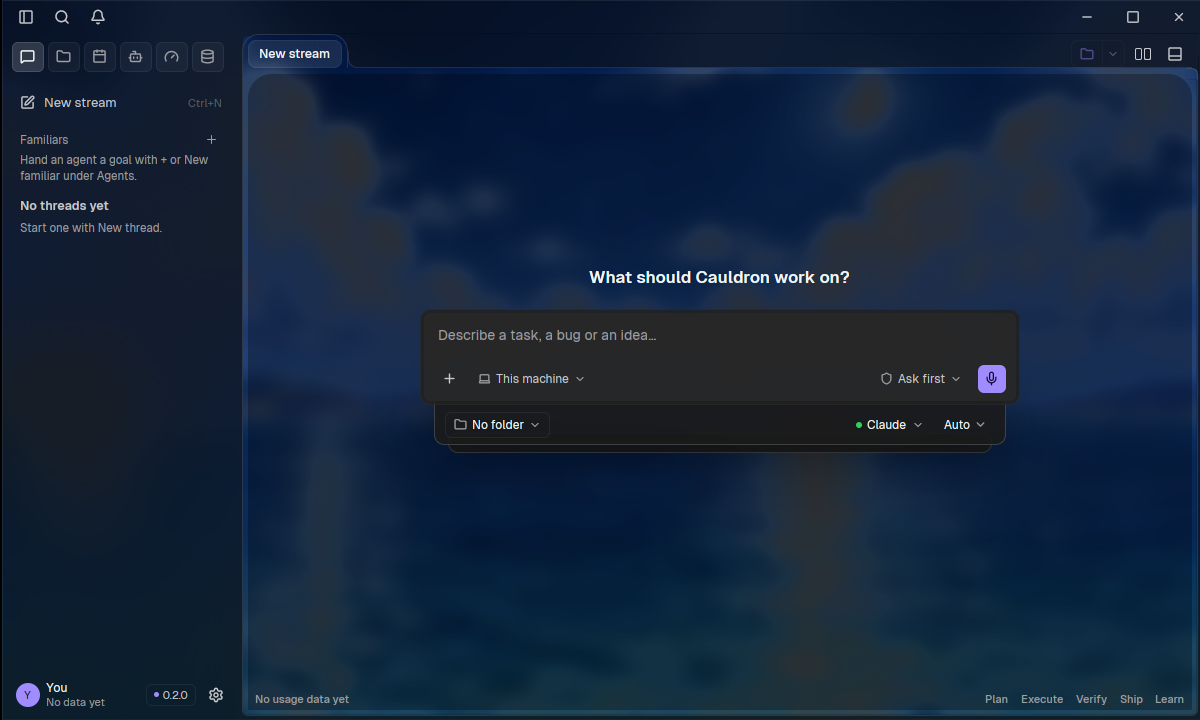 New stream
New stream Ctrl+N
Familiars
Hand an agent a goal with + or New
familiar under Agents.
No threads yet
Start one with New thread.
What should Cauldron work on?
Describe a task, a bug or an idea...
This machine
Ask first
No folder
Claude
Auto
Y
You
No data yet
0.2.0
No usage data yet
Plan Execute Verify Ship Learn